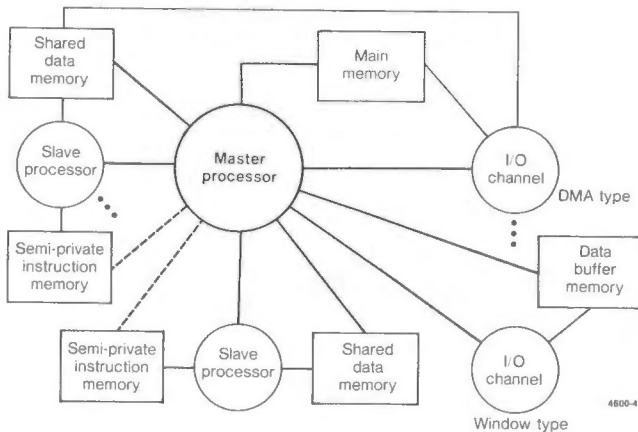 Shared
data
memory
Main
memory
Slave
processor
Master
processor
I/O
channel
DMA type
Semi-private
instruction
memory
Data
buffer
memory
Semi-private
instruction
memory
Slave
processor
Shared
data
memory
I/O
channel
4600-4
Window type